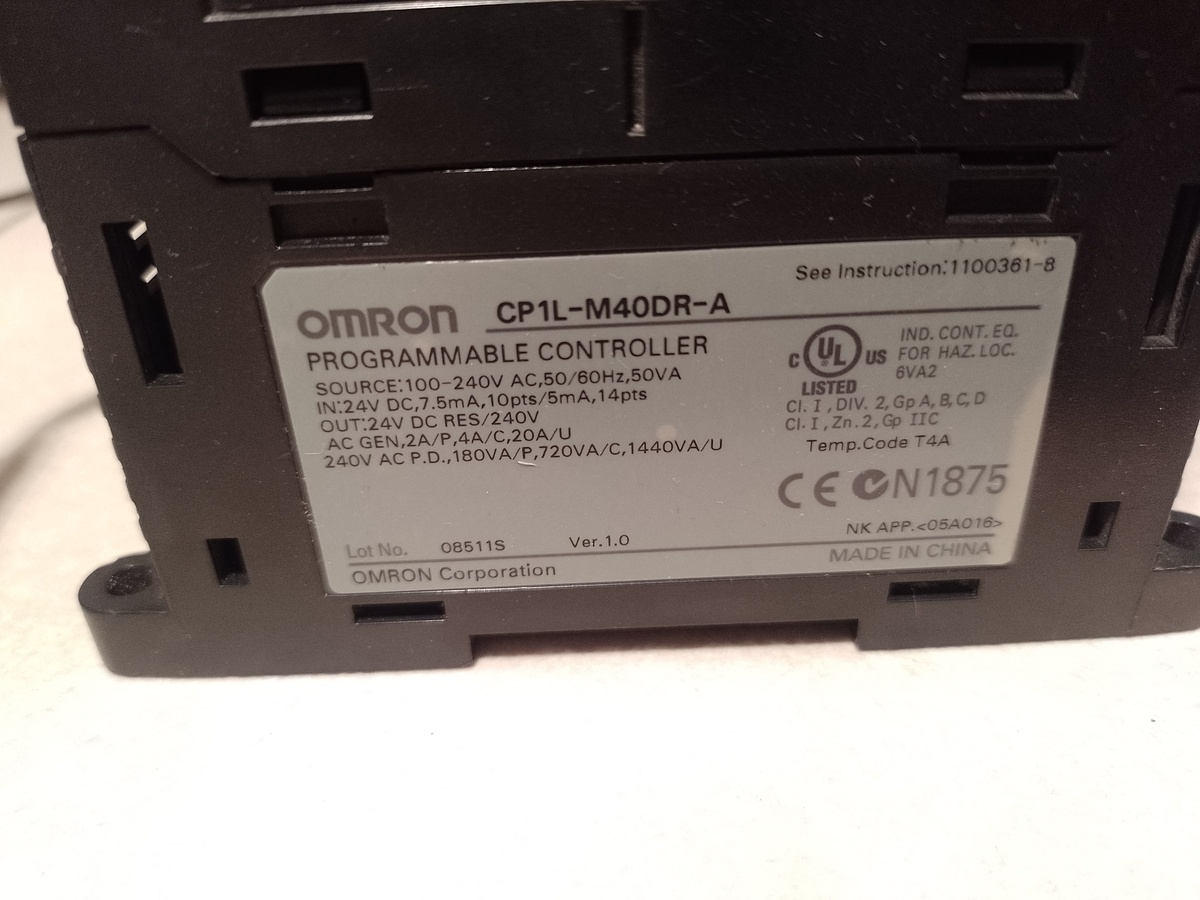 See Instruction:1100361-8
OMRON CP1L-M40DR-A
PROGRAMMABLE CONTROLLER
SOURCE:100-240V AC,50/60Hz,50VA
IN:24V DC,7.5mA,10pts/5mA,14pts
OUT:24V DC RES/240V
AC GEN,2A/P,4A/C,20A/U
240V AC P.D.,180VA/P,720VA/C,1440VA/U
C UL US
LISTED
IND. CONT. EQ.
FOR HAZ. LOC.
6VA2
Cl. I , DIV. 2, Gp A, B, C, D
Cl. I , Zn. 2, Gp IIC
Temp.Code T4A
CE N1875
NK APP.<05A016>
Lot No. 08511S Ver.1.0
OMRON Corporation
MADE IN CHINA